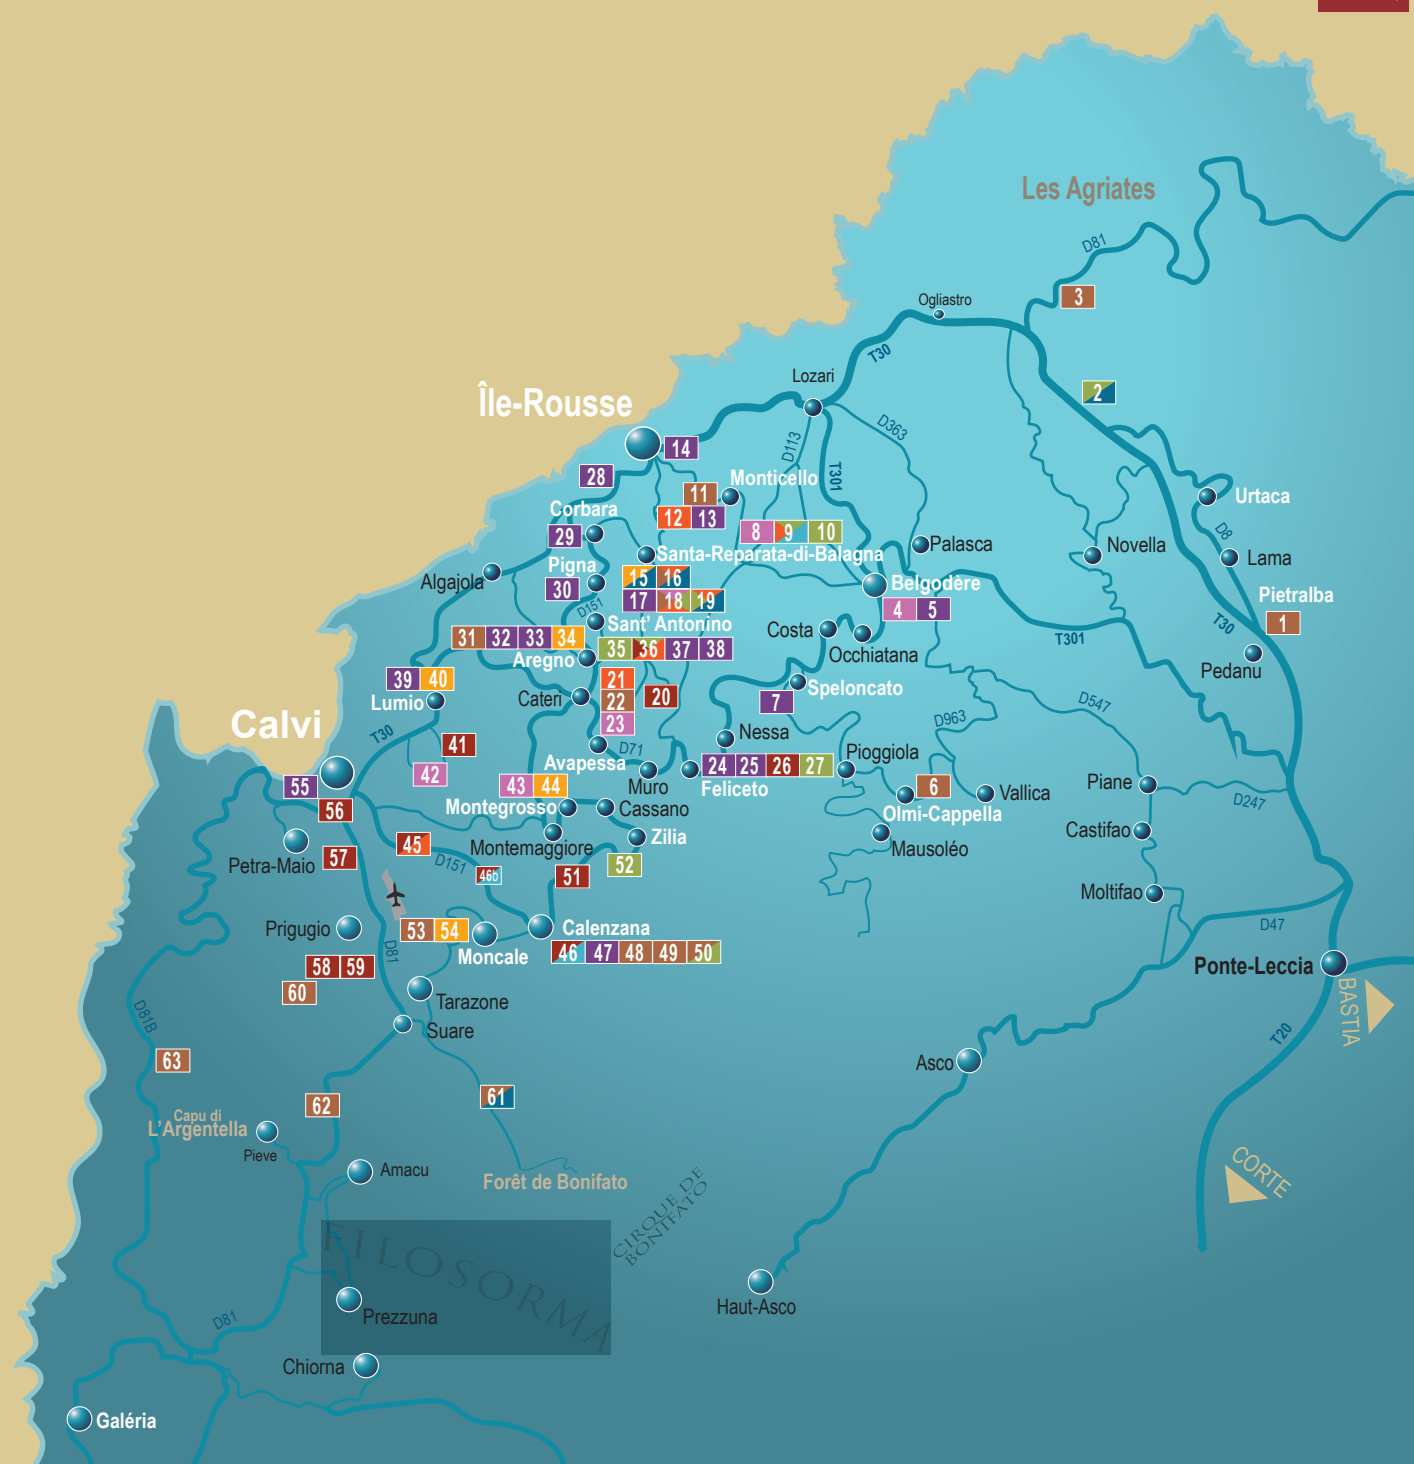 Les Agriates
D81
3
Ogliastro
T30
2
Lozari
Île-Rousse
14
D113
D363
T301
28
Monticello
11
12 13
Corbara
29
8 9 10
Urtaca
D8
Novella
Lama
Palasca
Santa-Reparata-di-Balagna
Pigna
30
Algajola
15 16
17 18 19
D151
Belgodère
4 5
Pietralba
1
T30
Sant' Antonino
Costa
Occhiatana
T301
Pedanu
31 32 33 34
35 36 37 38
Aregno
39 40
Lumio
Cateri
21
22
23
20
Speloncato
7
D547
D963
Calvi
T30
41
42
Nessa
Pioggiola
Avapessa
D71
Muro
24 25 26 27
Feliceto
55
56
43 44
Montegrosso
Cassano
6
Olmi-Cappella
Vallica
Piane
D247
Petra-Maio
57
45
D151
Montemaggiore
Zilia
52
Mausoléo
Castifao
46b
51
Moltifao
Prigugio
53 54
Moncale
Calenzana
46 47 48 49 50
D47
D81
58 59
60
Ponte-Leccia
BASTIA
Tarazone
Suare
D81B
T20
63
Asco
61
62
Capu di
L'Argentella
Pieve
Amacu
Forêt de Bonifato
CIRQUE DE
BONIFATO
CORTE
FILOSORMA
Prezzuna
Haut-Asco
D81
Chiorna
Galéria